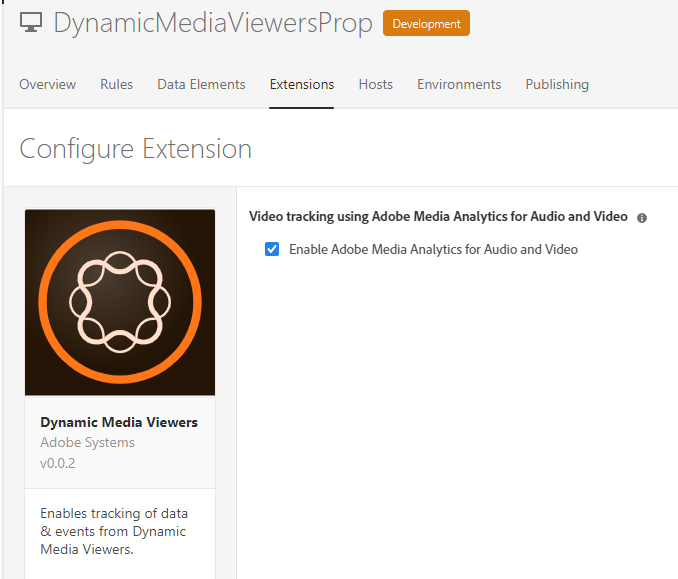 DynamicMediaViewersProp Development
Overview Rules Data Elements Extensions Hosts Environments Publishing
Configure Extension
Video tracking using Adobe Media Analytics for Audio and Video
Enable Adobe Media Analytics for Audio and Video
Dynamic Media Viewers
Adobe Systems
v0.0.2
Enables tracking of data
& events from Dynamic
Media Viewers.